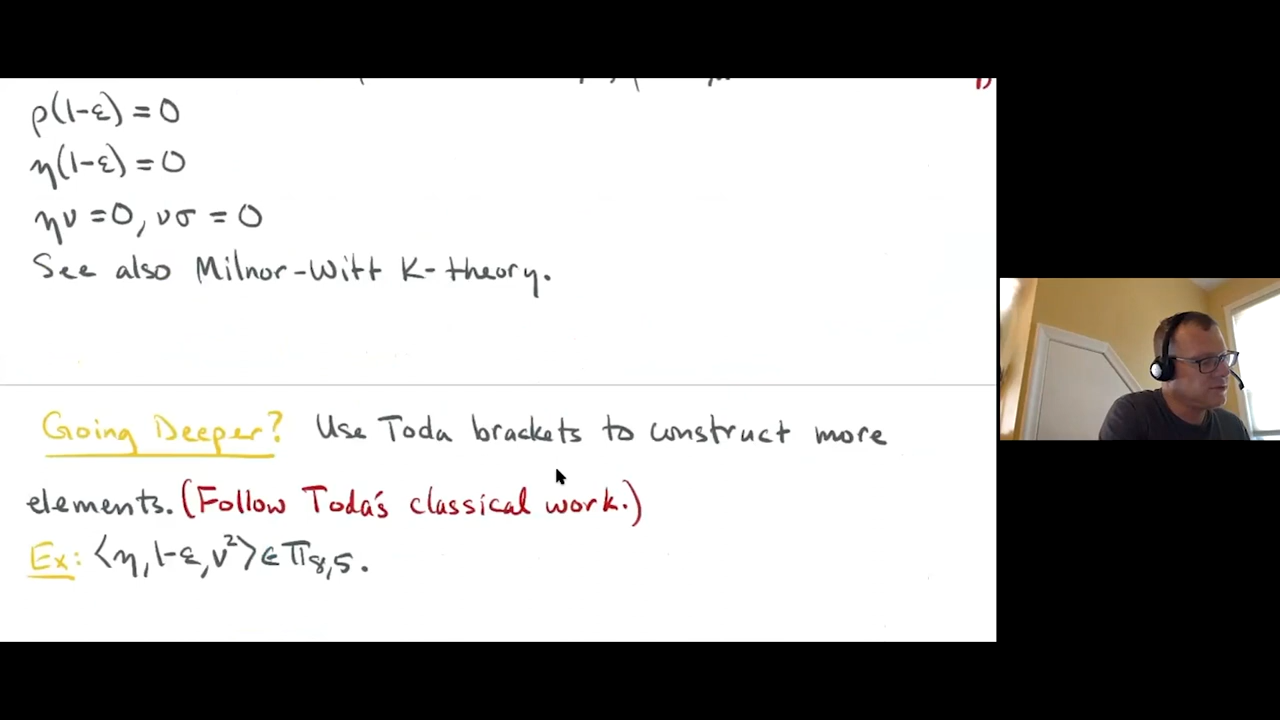 ρ(1-ε) = 0
η(1-ε) = 0
ην = 0, νσ = 0
See also Milnor-Witt K-theory.
Going Deeper? Use Toda brackets to construct more
elements. (Follow Toda's classical work.)
Ex: ⟨η, 1-ε, ν²⟩ ∈ π₈,₅.